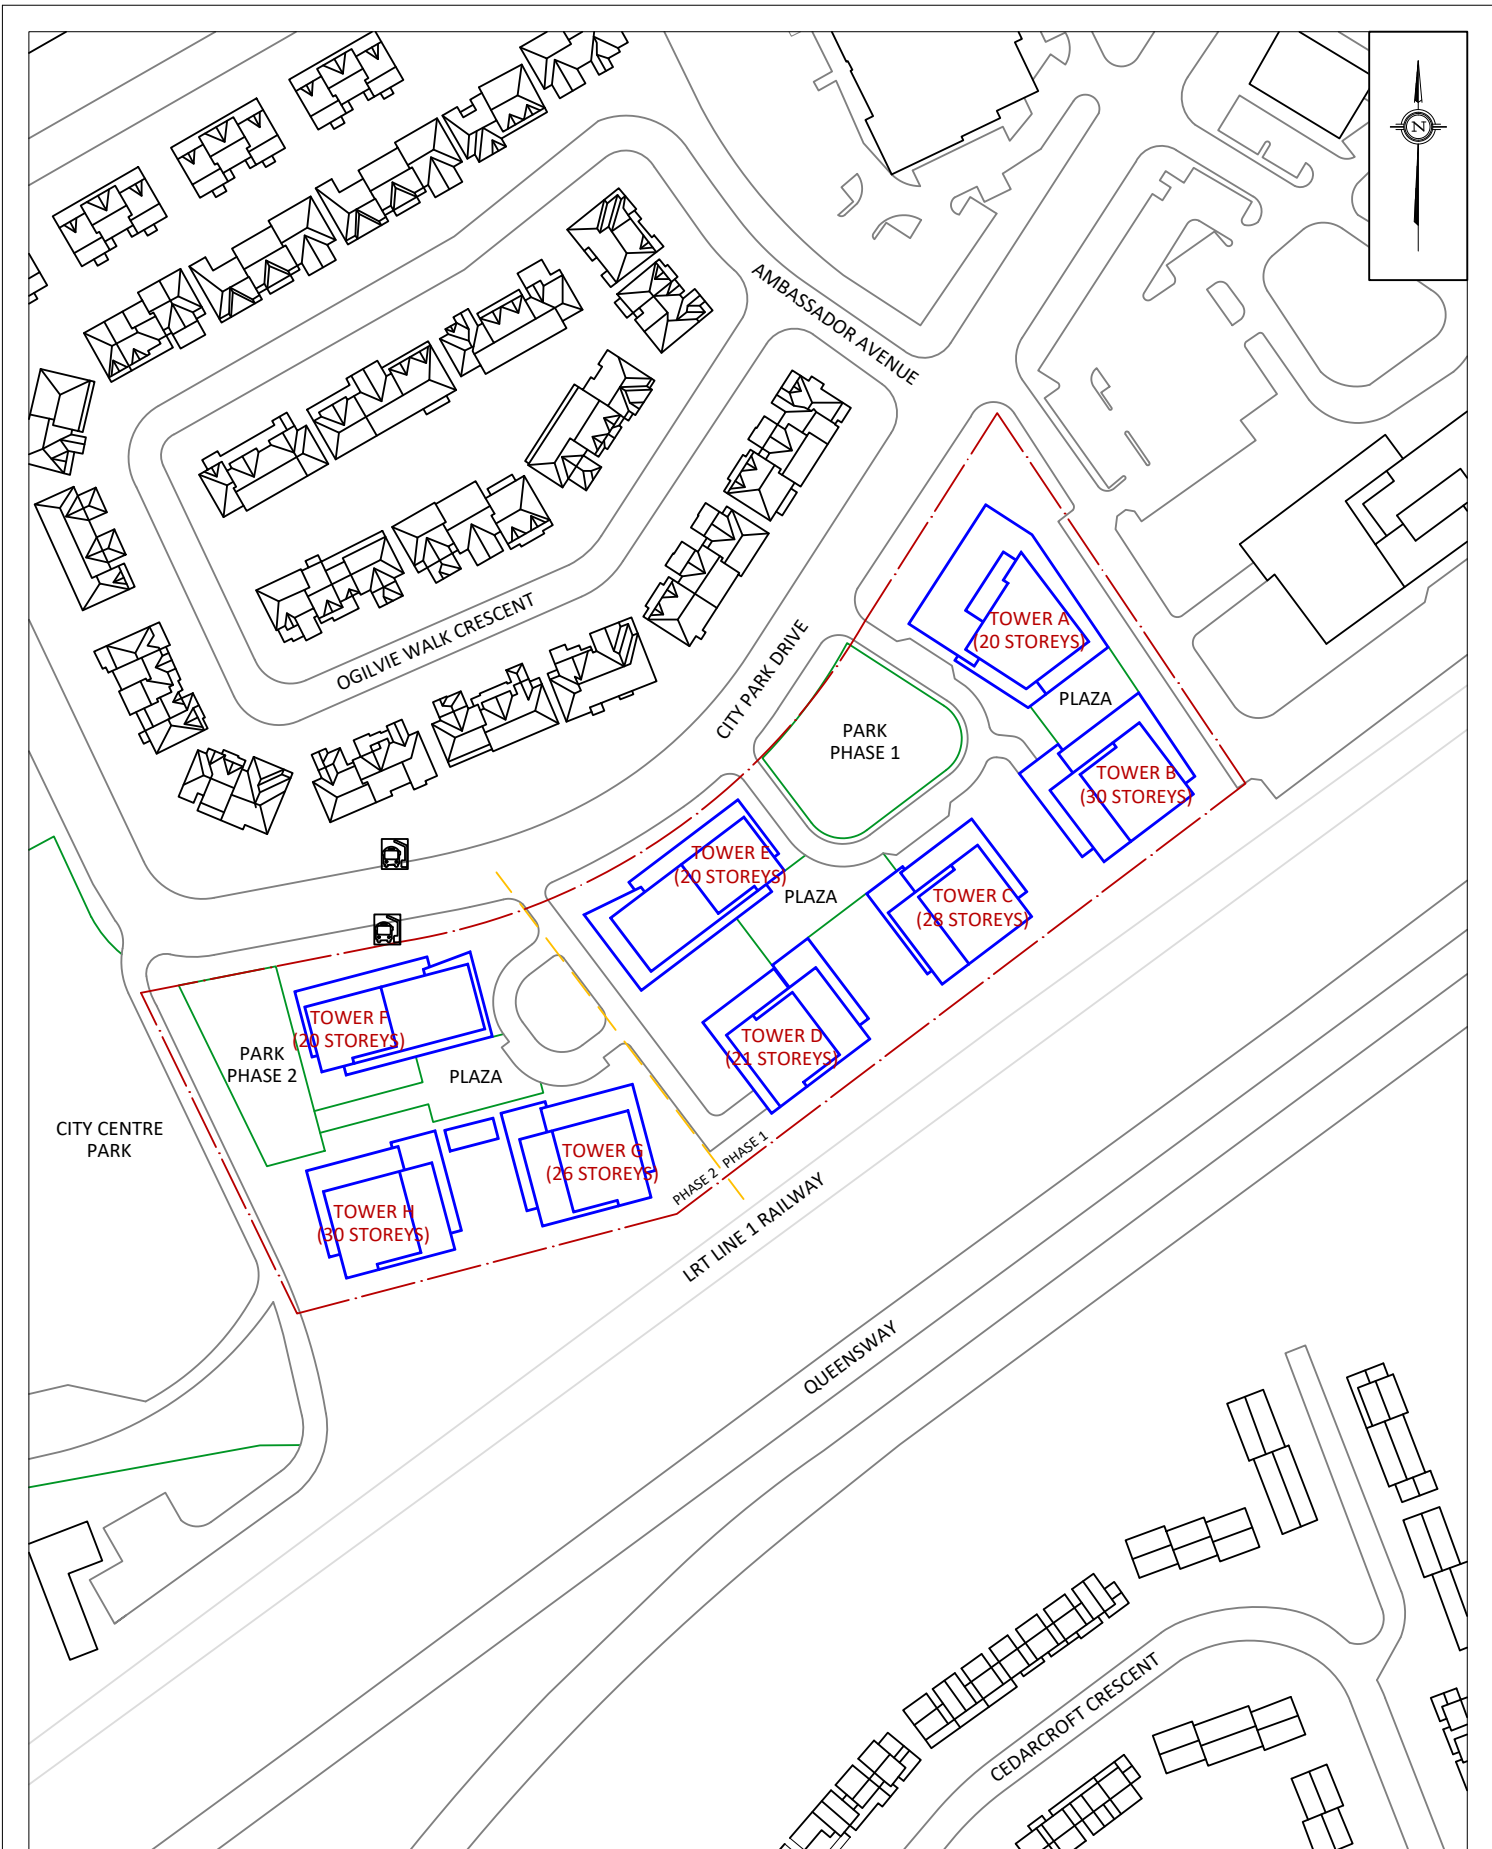 N
AMBASSADOR AVENUE
OGILVIE WALK CRESCENT
CITY PARK DRIVE
TOWER A
(20 STOREYS)
PLAZA
PARK
PHASE 1
TOWER B
(30 STOREYS)
TOWER E
(20 STOREYS)
PLAZA
TOWER C
(28 STOREYS)
TOWER F
(20 STOREYS)
TOWER D
(21 STOREYS)
PARK
PHASE 2
PLAZA
CITY CENTRE
PARK
TOWER G
(26 STOREYS)
PHASE 2
PHASE 1
TOWER H
(30 STOREYS)
LRT LINE 1 RAILWAY
QUEENSWAY
CEDARCROFT CRESCENT